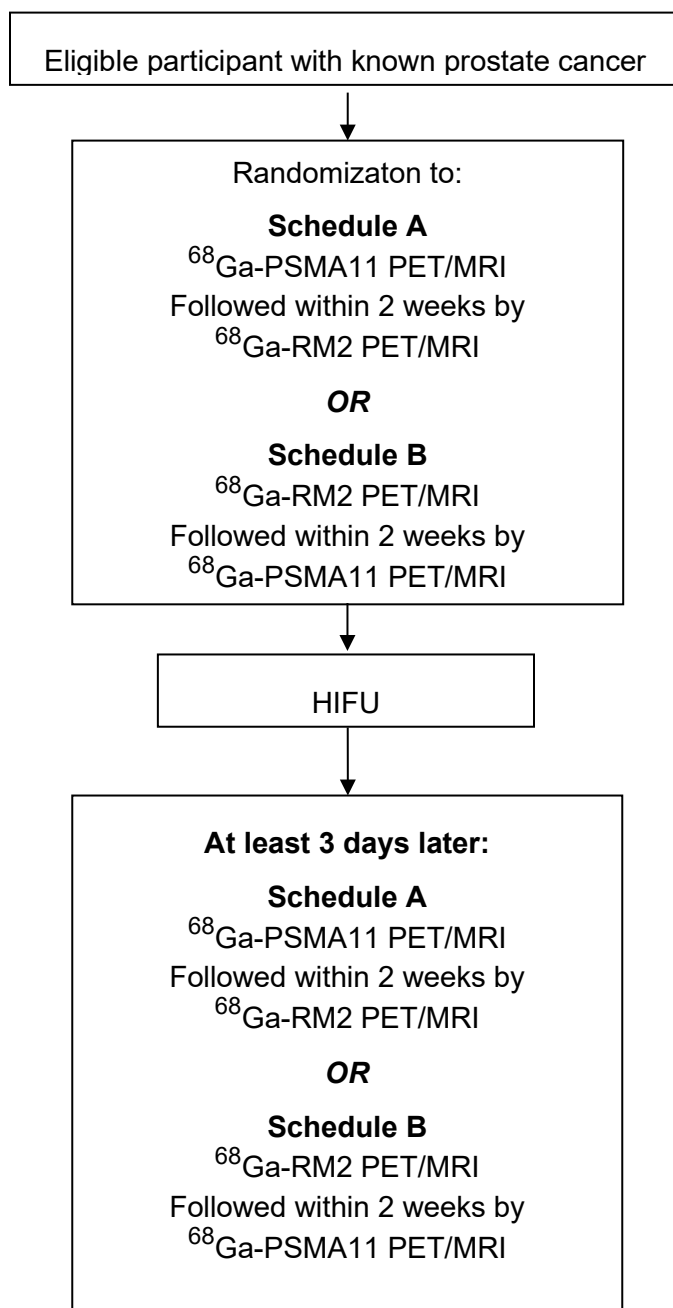 Eligible participant with known prostate cancer
Randomizaton to:
Schedule A
⁶⁸Ga-PSMA11 PET/MRI
Followed within 2 weeks by
⁶⁸Ga-RM2 PET/MRI
OR
Schedule B
⁶⁸Ga-RM2 PET/MRI
Followed within 2 weeks by
⁶⁸Ga-PSMA11 PET/MRI
HIFU
At least 3 days later:
Schedule A
⁶⁸Ga-PSMA11 PET/MRI
Followed within 2 weeks by
⁶⁸Ga-RM2 PET/MRI
OR
Schedule B
⁶⁸Ga-RM2 PET/MRI
Followed within 2 weeks by
⁶⁸Ga-PSMA11 PET/MRI